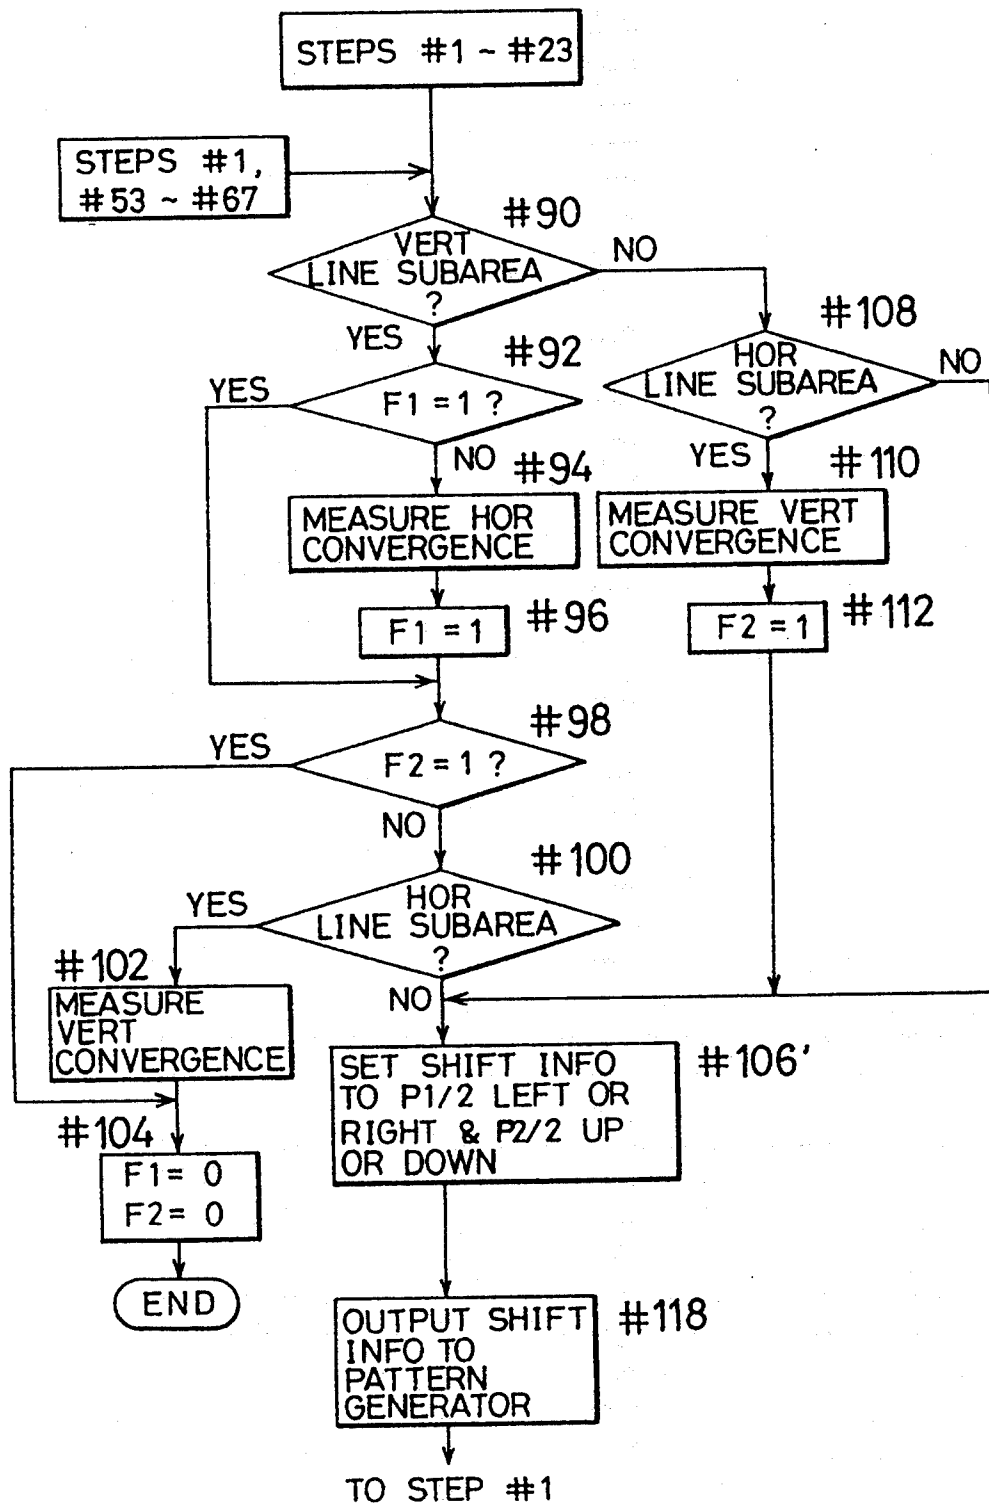 STEPS #1 ~ #23
STEPS #1,
#53 ~ #67
#90
VERT
LINE SUBAREA
?
NO
YES
#108
HOR
LINE SUBAREA
?
NO
YES
#92
F1 = 1 ?
YES
NO
#94
MEASURE HOR
CONVERGENCE
#110
MEASURE VERT
CONVERGENCE
F1 = 1
#96
F2 = 1
#112
#98
F2 = 1 ?
YES
NO
#100
HOR
LINE SUBAREA
?
YES
NO
#102
MEASURE
VERT
CONVERGENCE
#104
F1 = 0
F2 = 0
END
#106'
SET SHIFT INFO
TO P1/2 LEFT OR
RIGHT & P2/2 UP
OR DOWN
OUTPUT SHIFT
INFO TO
PATTERN
GENERATOR
#118
TO STEP #1